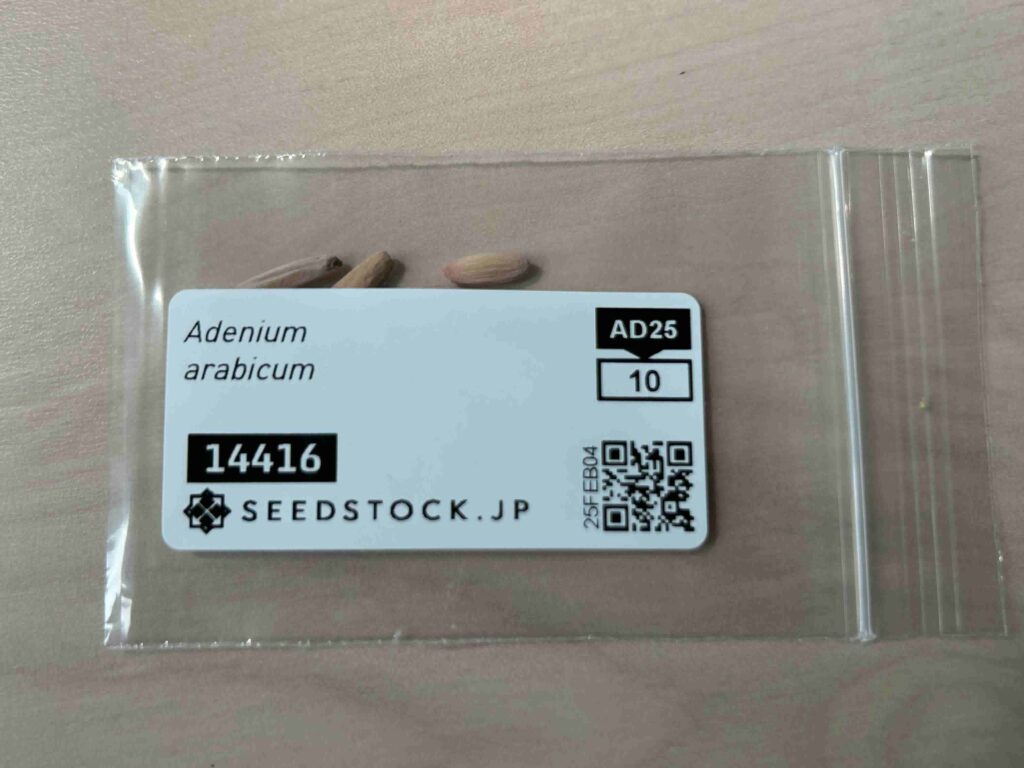 Adenium
arabicum
AD25
10
14416
SEEDSTOCK.JP
25FEB04